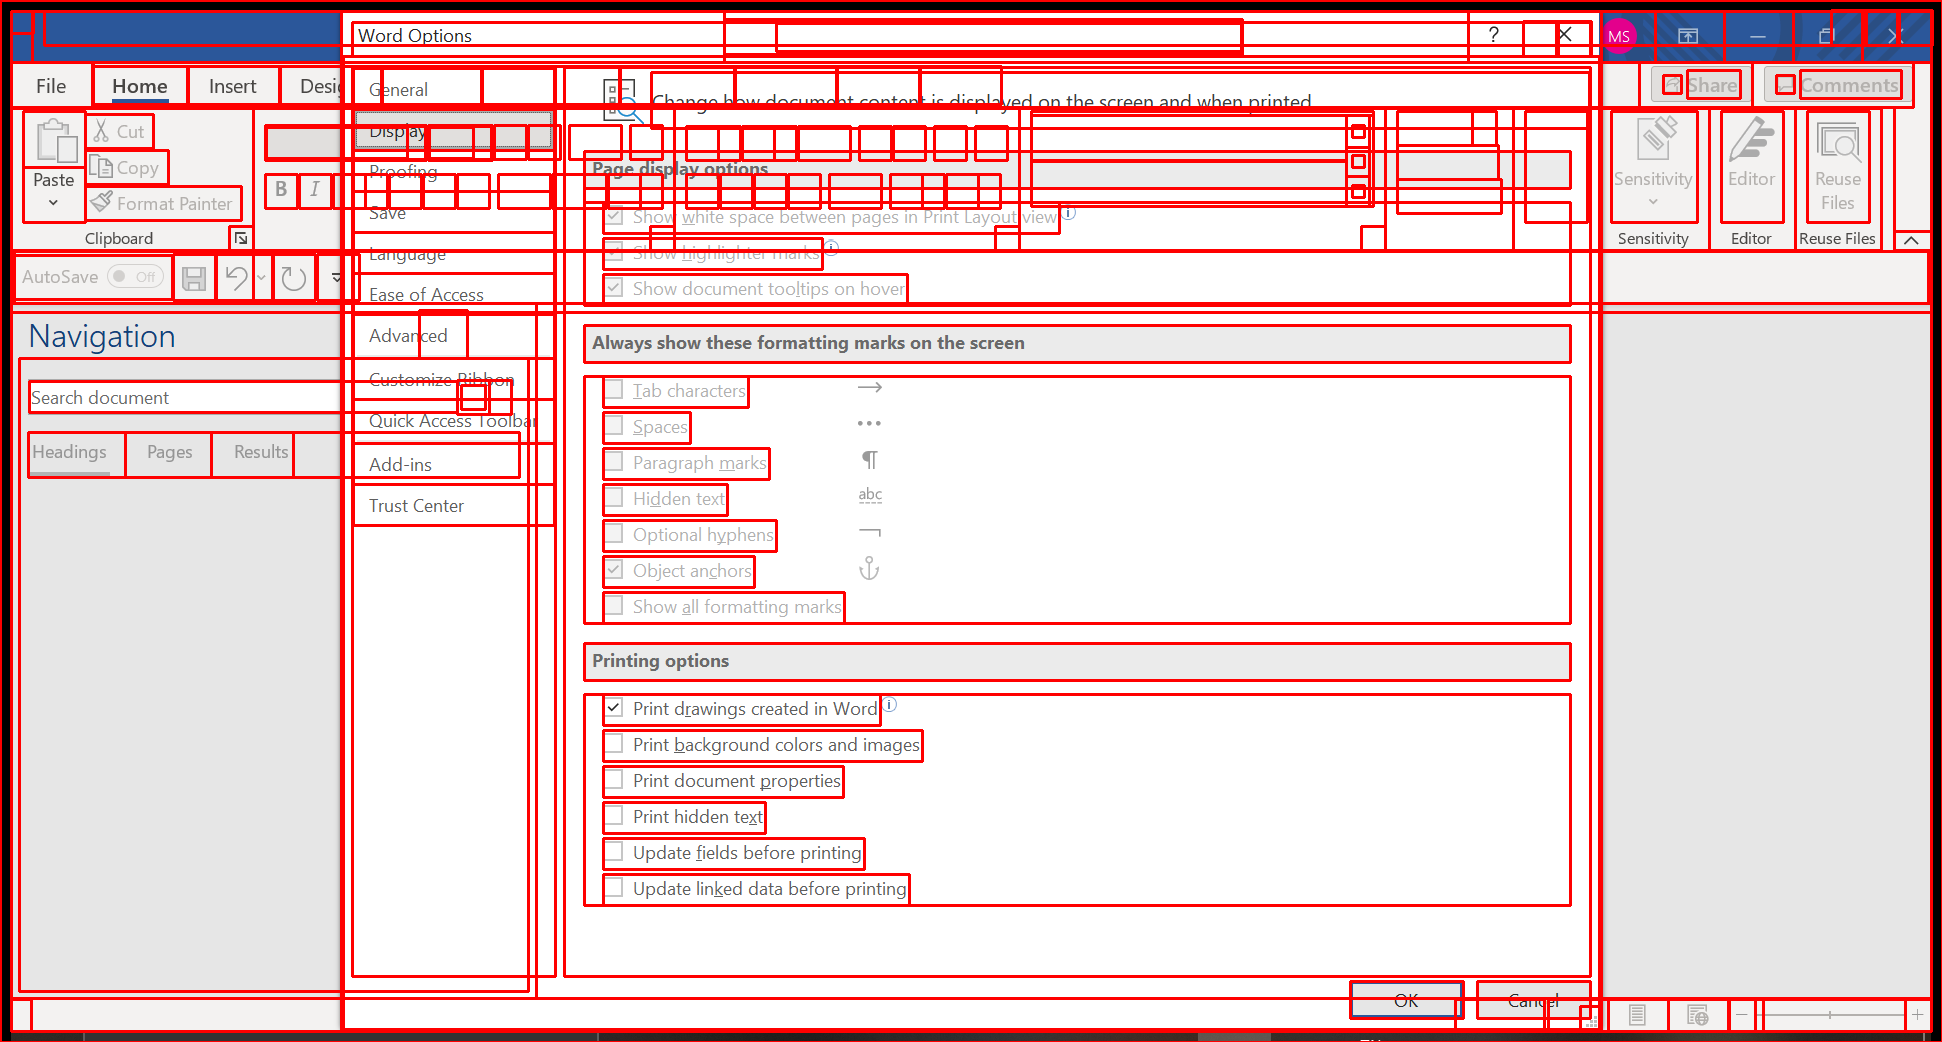 Word Options
?
MS
File
Home
Insert
General
Change how document content is displayed on the screen and when printed
Share
Comments
Cut
Copy
Format Painter
Paste
Clipboard
Display
Proofing
Save
Language
Ease of Access
Advanced
Customize Ribbon
Quick Access Toolbar
Add-ins
Trust Center
B
I
Page display options
Show white space between pages in Print Layout view
Show highlighter marks
Show document tooltips on hover
Sensitivity
Editor
Reuse
Files
Sensitivity
Editor
Reuse Files
AutoSave
Off
Navigation
Search document
Headings
Pages
Results
Always show these formatting marks on the screen
Tab characters
Spaces
Paragraph marks
¶
Hidden text
abc
Optional hyphens
Object anchors
Show all formatting marks
Printing options
Print drawings created in Word
Print background colors and images
Print document properties
Print hidden text
Update fields before printing
Update linked data before printing
OK
Cancel